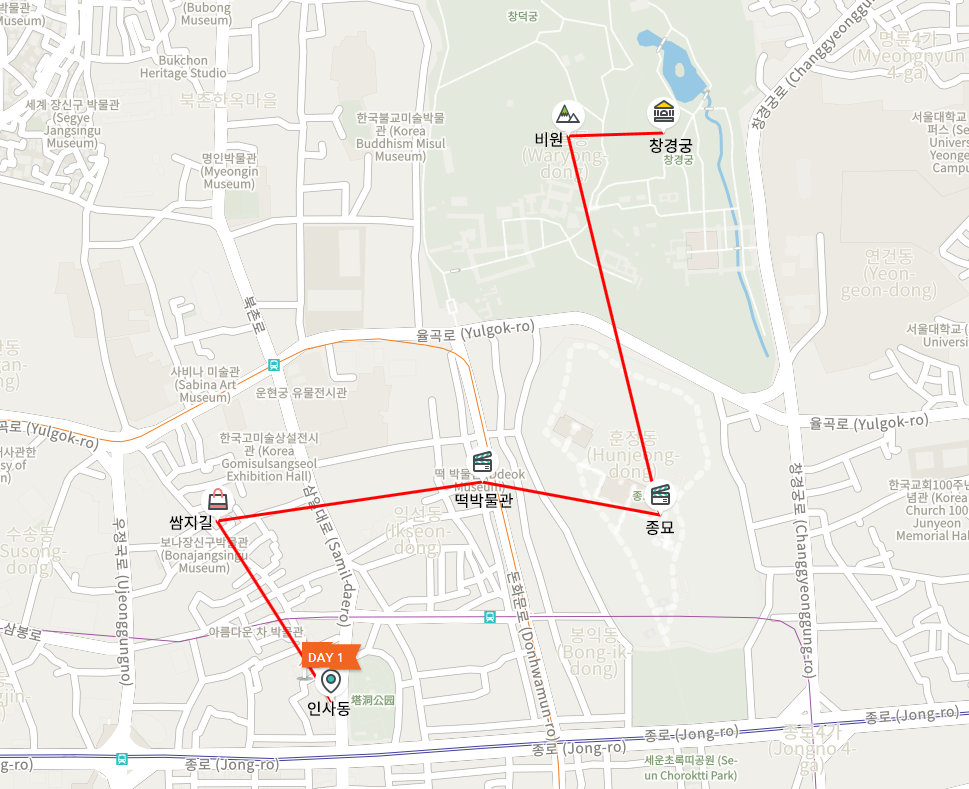 박물관
Museum)
(Bubong
Museum)
창덕궁
명륜4가
(Myeongnyun
4-ga)
창경궁로 (Changgyeonggung
Bukchon
Heritage Studio
북촌한옥마을
세계 장신구 박물관
(Segye
Jangsingu
Museum)
한국불교미술박물
관 (Korea
Buddhism Misul
Museum)
비원
(Waryong-
dong)
창경궁
창경궁
서울대학교
퍼스 (Seo
Univers
Yeonge
Campu
명인박물관
(Myeongin
Museum)
연건동
(Yeon-
geon-dong)
북촌로
율곡로 (Yulgok-ro)
서울대학교(
Universi
사비나 미술관
(Sabina Art
Museum)
운현궁 유물전시관
곡로 (Yulgok-ro)
율곡로 (Yulgok-ro)
한국고미술상설전시
관 (Korea
Gomisulsangseol
Exhibition Hall)
훈정동
(Hunjeong-
dong)
떡 박물관 (Ddeok
Museum)
떡박물관
종묘
쌈지길
익선동
(Ikseon-
dong)
보나장신구박물관
(Bonajangsingu
Museum)
수송동
(Susong-
dong)
한국교회100주년
념관 (Korea
Church 100
Junyeon
Memorial Hal
우정국로 (Ujeonggungno)
삼일대로 (Samil-daero)
돈화문로 (Donhwamun-ro)
창경궁로 (Changgyeonggung-ro)
삼봉로
아름다운 차 박물관
봉익동
(Bong-ik-
dong)
DAY 1
인사동
塔洞公园
종로 (Jong-ro)
종로 (Jong-ro)
종로 (Jong-ro)
종로 (Jong-ro)
종로4가
(Jongno 4-
ga)
세운초록띠공원 (Se-
un Choroktti Park)